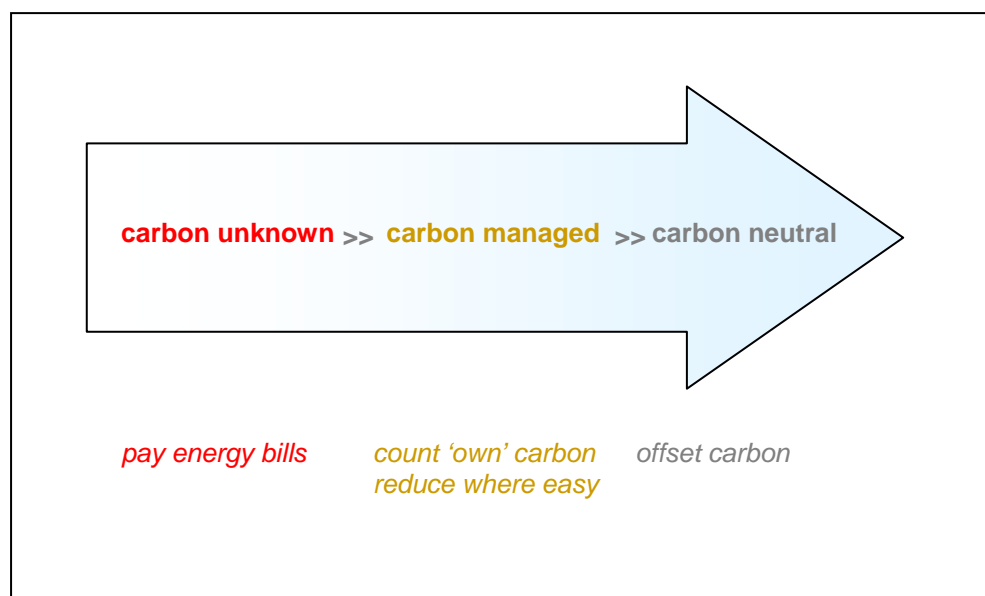 carbon unknown >> carbon managed >> carbon neutral
pay energy bills count ‘own’ carbon offset carbon
reduce where easy